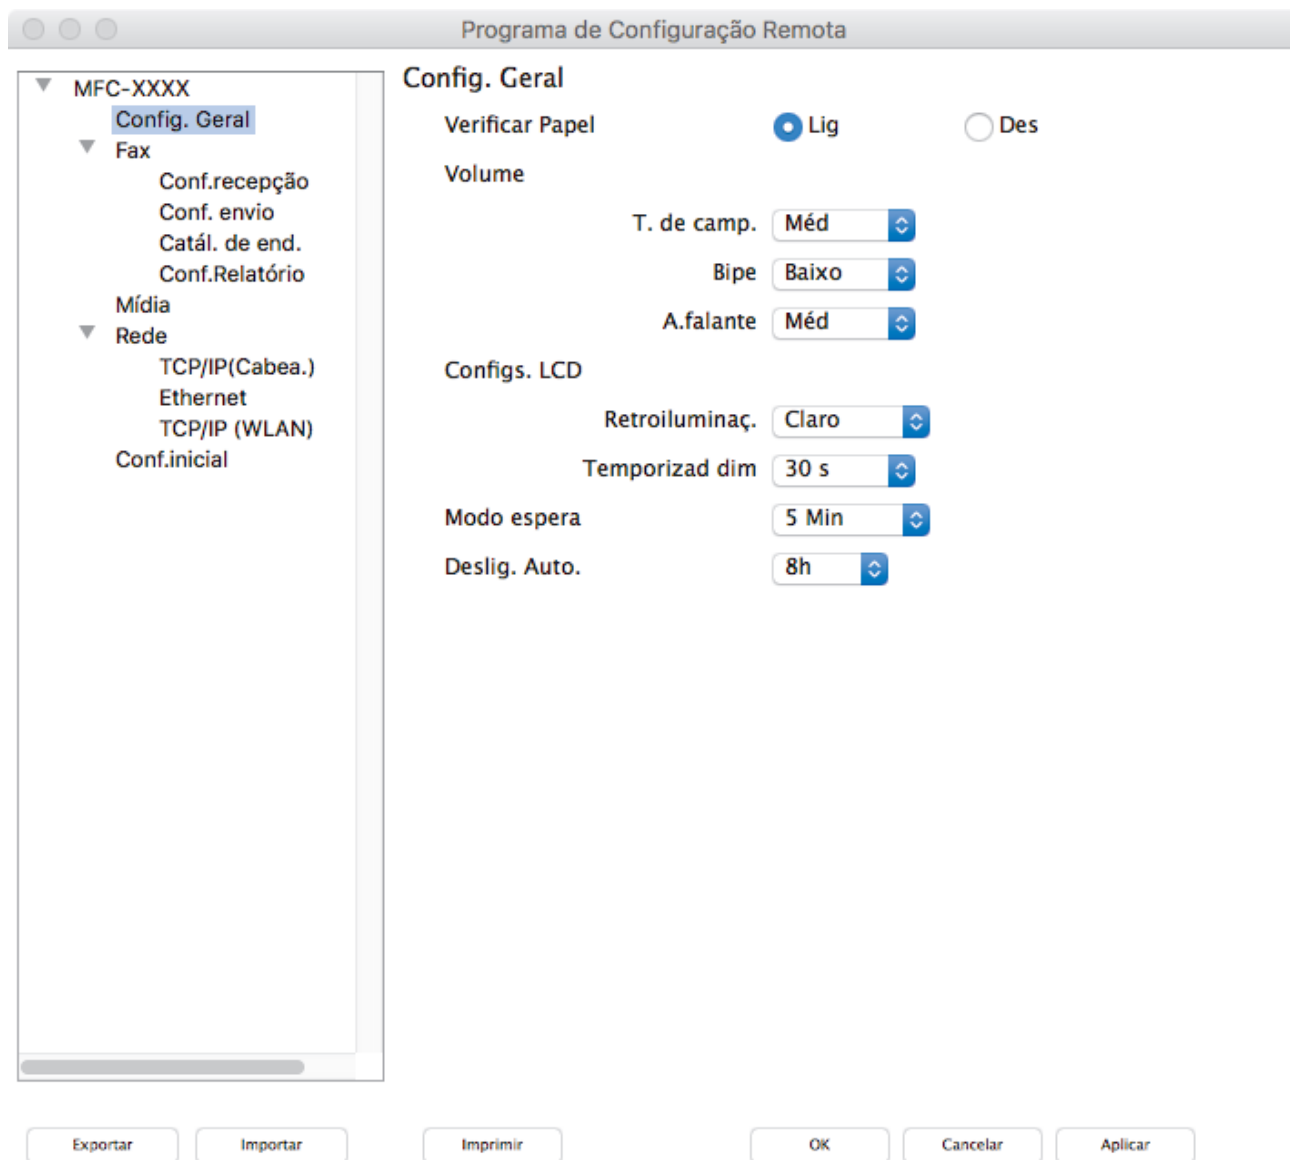 Programa de Configuração Remota
MFC-XXXX
Config. Geral
Fax
Conf.recepção
Conf. envio
Catál. de end.
Conf.Relatório
Mídia
Rede
TCP/IP(Cabea.)
Ethernet
TCP/IP (WLAN)
Conf.inicial
Config. Geral
Verificar Papel Lig Des
Volume
T. de camp. Méd
Bipe Baixo
A.falante Méd
Configs. LCD
Retroiluminaç. Claro
Temporizad dim 30 s
Modo espera 5 Min
Deslig. Auto. 8h
Exportar Importar Imprimir OK Cancelar Aplicar